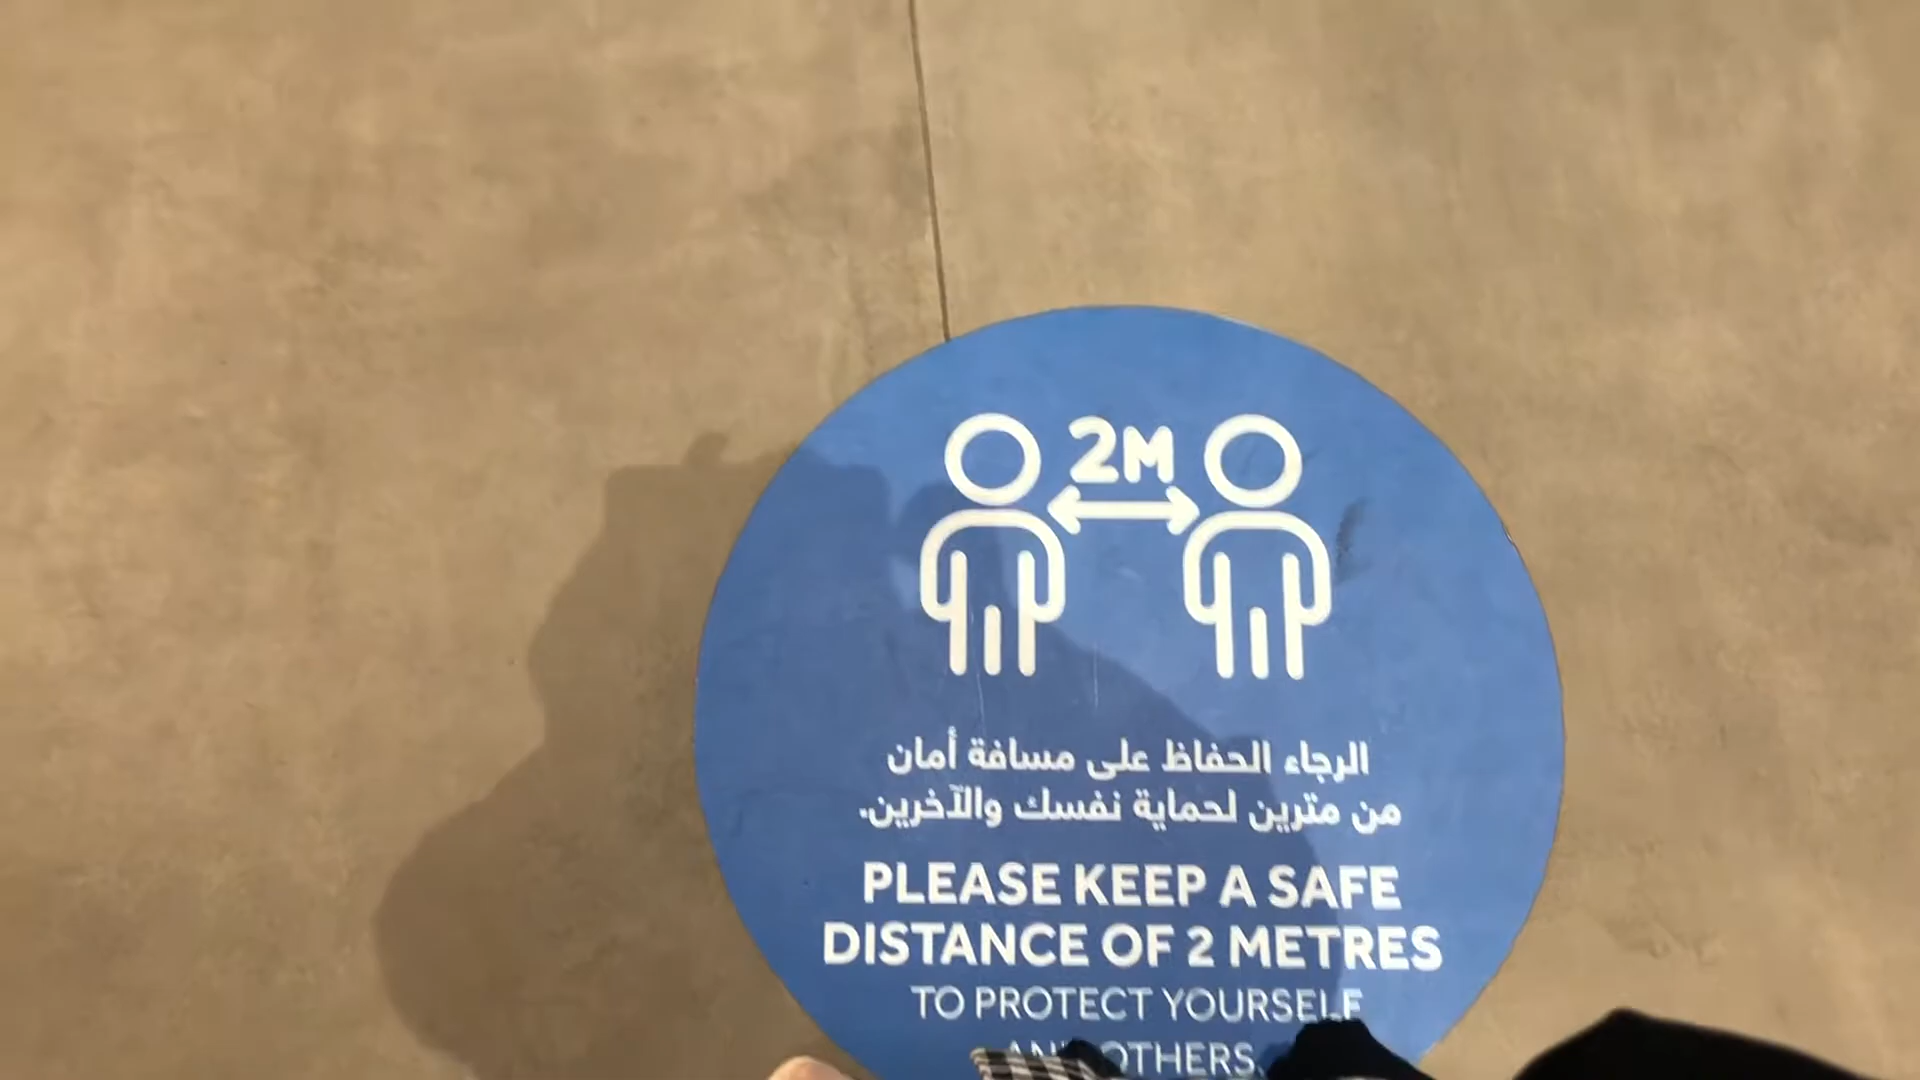 2M
الرجاء الحفاظ على مسافة أمان
من مترين لحماية نفسك والآخرين.
PLEASE KEEP A SAFE
DISTANCE OF 2 METRES
TO PROTECT YOURSELF
AND OTHERS.